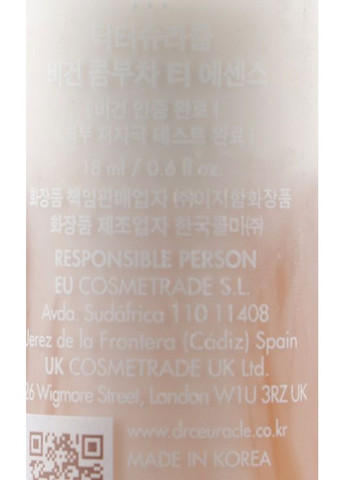 닥터슈라클
비건 콤부차 티 에센스
| 비건 인증 완료 |
피부 저자극 테스트 완료 |
18 ml / 0.6 fl. oz.
화장품 책임판매업자 ㈜이지함화장품
화장품 제조업자 한국콜마㈜
RESPONSIBLE PERSON
EU COSMETRADE S.L.
Avda. Sudáfrica 110 11408
Jerez de la Frontera (Cádiz) Spain
UK COSMETRADE UK Ltd.
26 Wigmore Street, London W1U 3RZ UK
www.drceuracle.co.kr
MADE IN KOREA